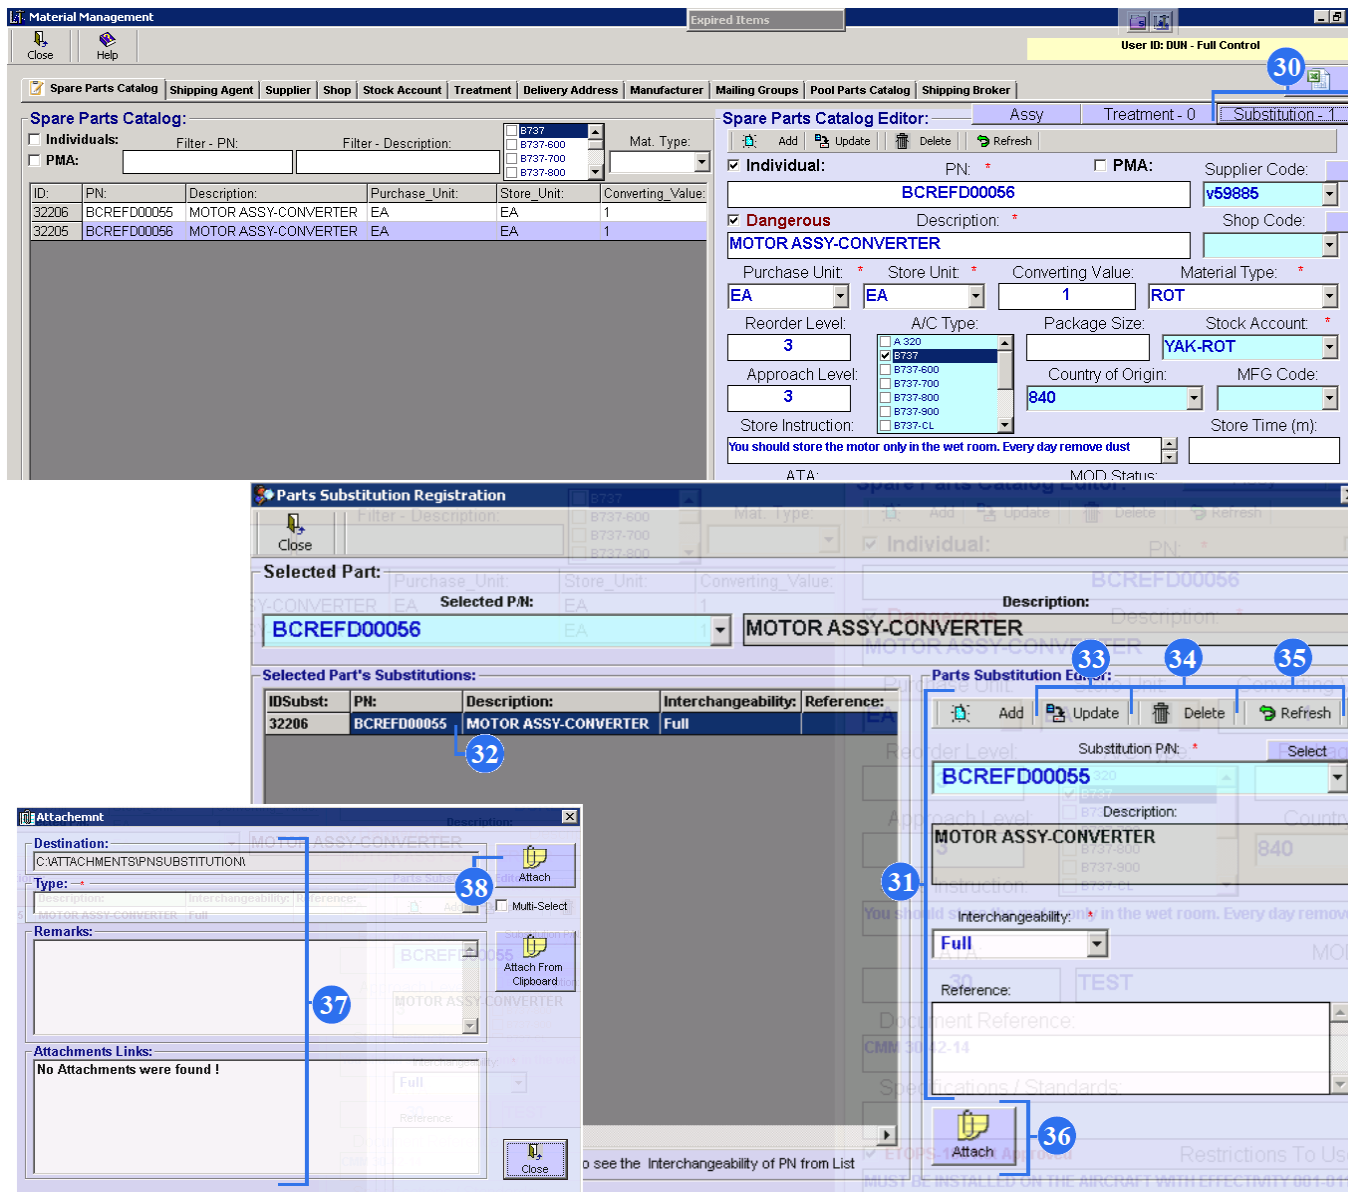 Material Management
Expired Items
Close
Help
User ID: DUN - Full Control
30
Spare Parts Catalog
Shipping Agent
Supplier
Shop
Stock Account
Treatment
Delivery Address
Manufacturer
Mailing Groups
Pool Parts Catalog
Shipping Broker
Spare Parts Catalog:
Individuals:
PMA:
Filter - PN:
Filter - Description:
B737
B737-600
B737-700
B737-800
Mat. Type:
ID: PN: Description: Purchase_Unit: Store_Unit: Converting_Value:
32206 BCREFD00055 MOTOR ASSY-CONVERTER EA EA 1
32205 BCREFD00056 MOTOR ASSY-CONVERTER EA EA 1
Spare Parts Catalog Editor:
Assy
Treatment - 0
Substitution - 1
Add Update Delete Refresh
Individual:
PN: *
PMA:
Supplier Code:
BCREFD00056
v59885
Dangerous
Description: *
Shop Code:
MOTOR ASSY-CONVERTER
Purchase Unit: * Store Unit: * Converting Value: Material Type: *
EA EA 1 ROT
Reorder Level: A/C Type: Package Size: Stock Account: *
3
A 320
B737
B737-600
B737-700
B737-800
B737-900
B737-CL
YAK-ROT
Approach Level:
3
Country of Origin:
840
MFG Code:
Store Instruction:
Store Time (m):
You should store the motor only in the wet room. Every day remove dust
ATA: MOD Status:
Parts Substitution Registration
Close
Selected Part:
Selected P/N:
Description:
BCREFD00056
MOTOR ASSY-CONVERTER
Selected Part's Substitutions:
IDSubst: PN: Description: Interchangeability: Reference:
32206 BCREFD00055 MOTOR ASSY-CONVERTER Full
32
Parts Substitution Editor:
33
34
35
Add Update Delete Refresh
Substitution P/N: *
Select
BCREFD00055
Description:
MOTOR ASSY-CONVERTER
31
Interchangeability: *
Full
Reference:
Attach
36
o see the Interchangeability of PN from List
Attachemnt
Destination:
C:\ATTACHMENTS\PNSUBSTITUTION\
Type: *
Remarks:
Attachments Links:
No Attachments were found !
37
38
Attach
Multi-Select
Attach From
Clipboard
Close